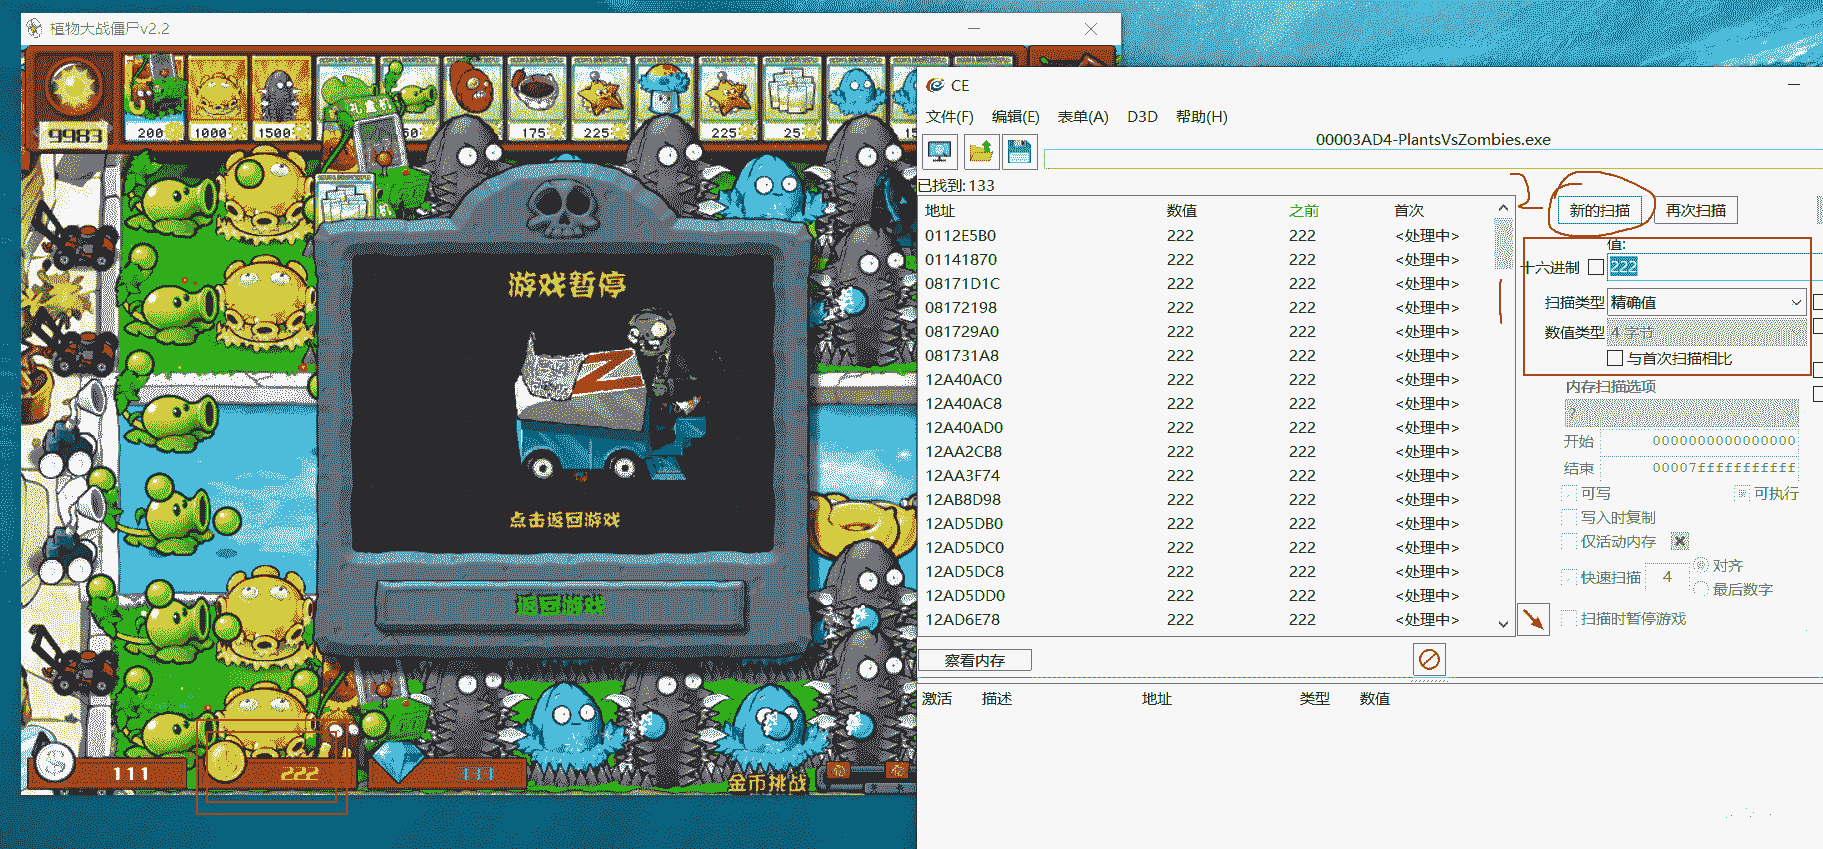 植物大战僵尸v2.2
9983
200
1000
1500
礼盒机
50
175
225
225
25
15
机
游戏暂停
点击返回游戏
返回游戏
111
222
111
金币挑战
CE
文件(F) 编辑(E) 表单(A) D3D 帮助(H)
00003AD4-PlantsVsZombies.exe
已找到: 133
地址 数值 之前 首次
0112E5B0 222 222 <处理中>
01141870 222 222 <处理中>
08171D1C 222 222 <处理中>
08172198 222 222 <处理中>
081729A0 222 222 <处理中>
081731A8 222 222 <处理中>
12A40AC0 222 222 <处理中>
12A40AC8 222 222 <处理中>
12A40AD0 222 222 <处理中>
12AA2CB8 222 222 <处理中>
12AA3F74 222 222 <处理中>
12AB8D98 222 222 <处理中>
12AD5DB0 222 222 <处理中>
12AD5DC0 222 222 <处理中>
12AD5DC8 222 222 <处理中>
12AD5DD0 222 222 <处理中>
12AD6E78 222 222 <处理中>
新的扫描 再次扫描
值:
十六进制 222
扫描类型 精确值
数值类型 4 字节
与首次扫描相比
内存扫描选项
开始 0000000000000000
结束 00007fffffffffff
可写 可执行
写入时复制
仅活动内存
快速扫描 4 对齐
最后数字
扫描时暂停游戏
察看内存
激活 描述 地址 类型 数值